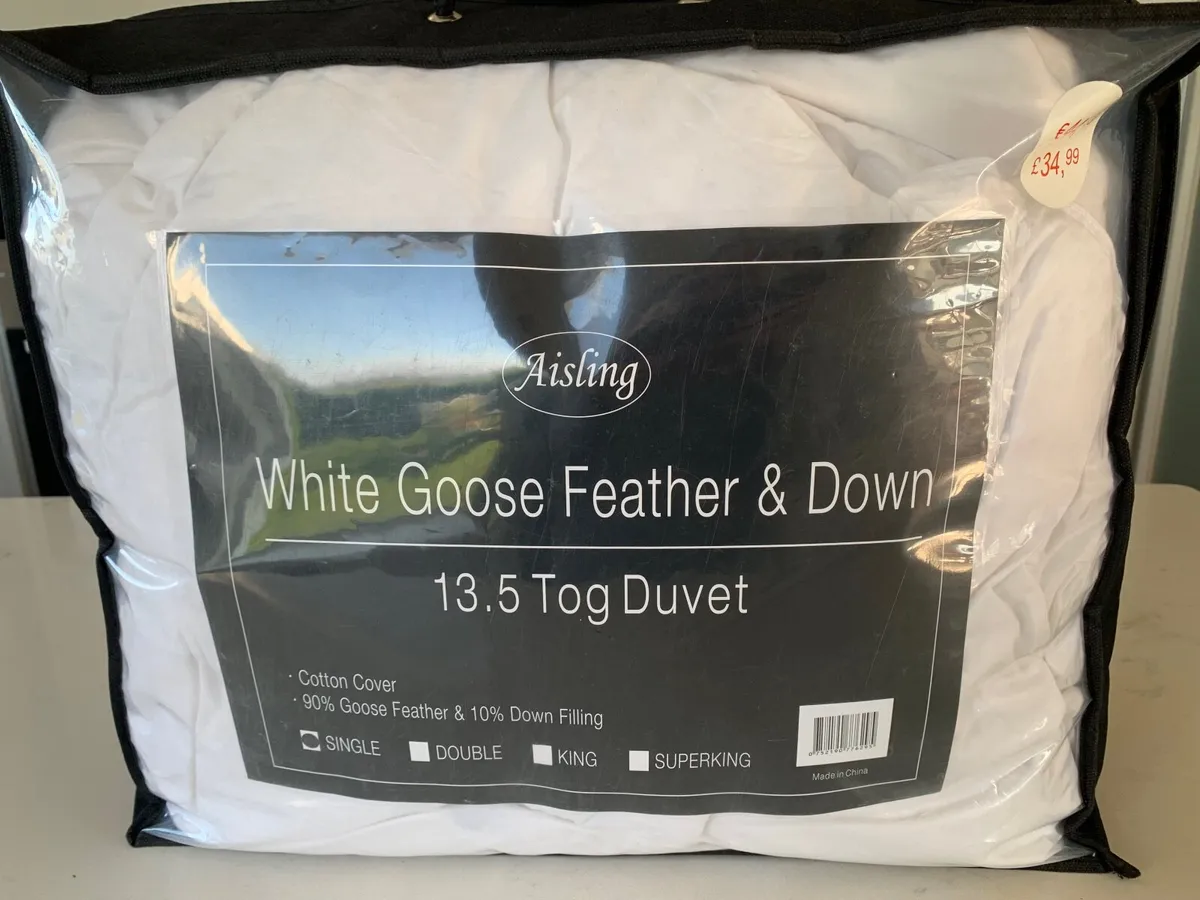 £34,99
Aisling
White Goose Feather & Down
13.5 Tog Duvet
· Cotton Cover
· 90% Goose Feather & 10% Down Filling
SINGLE DOUBLE KING SUPERKING
Made in China